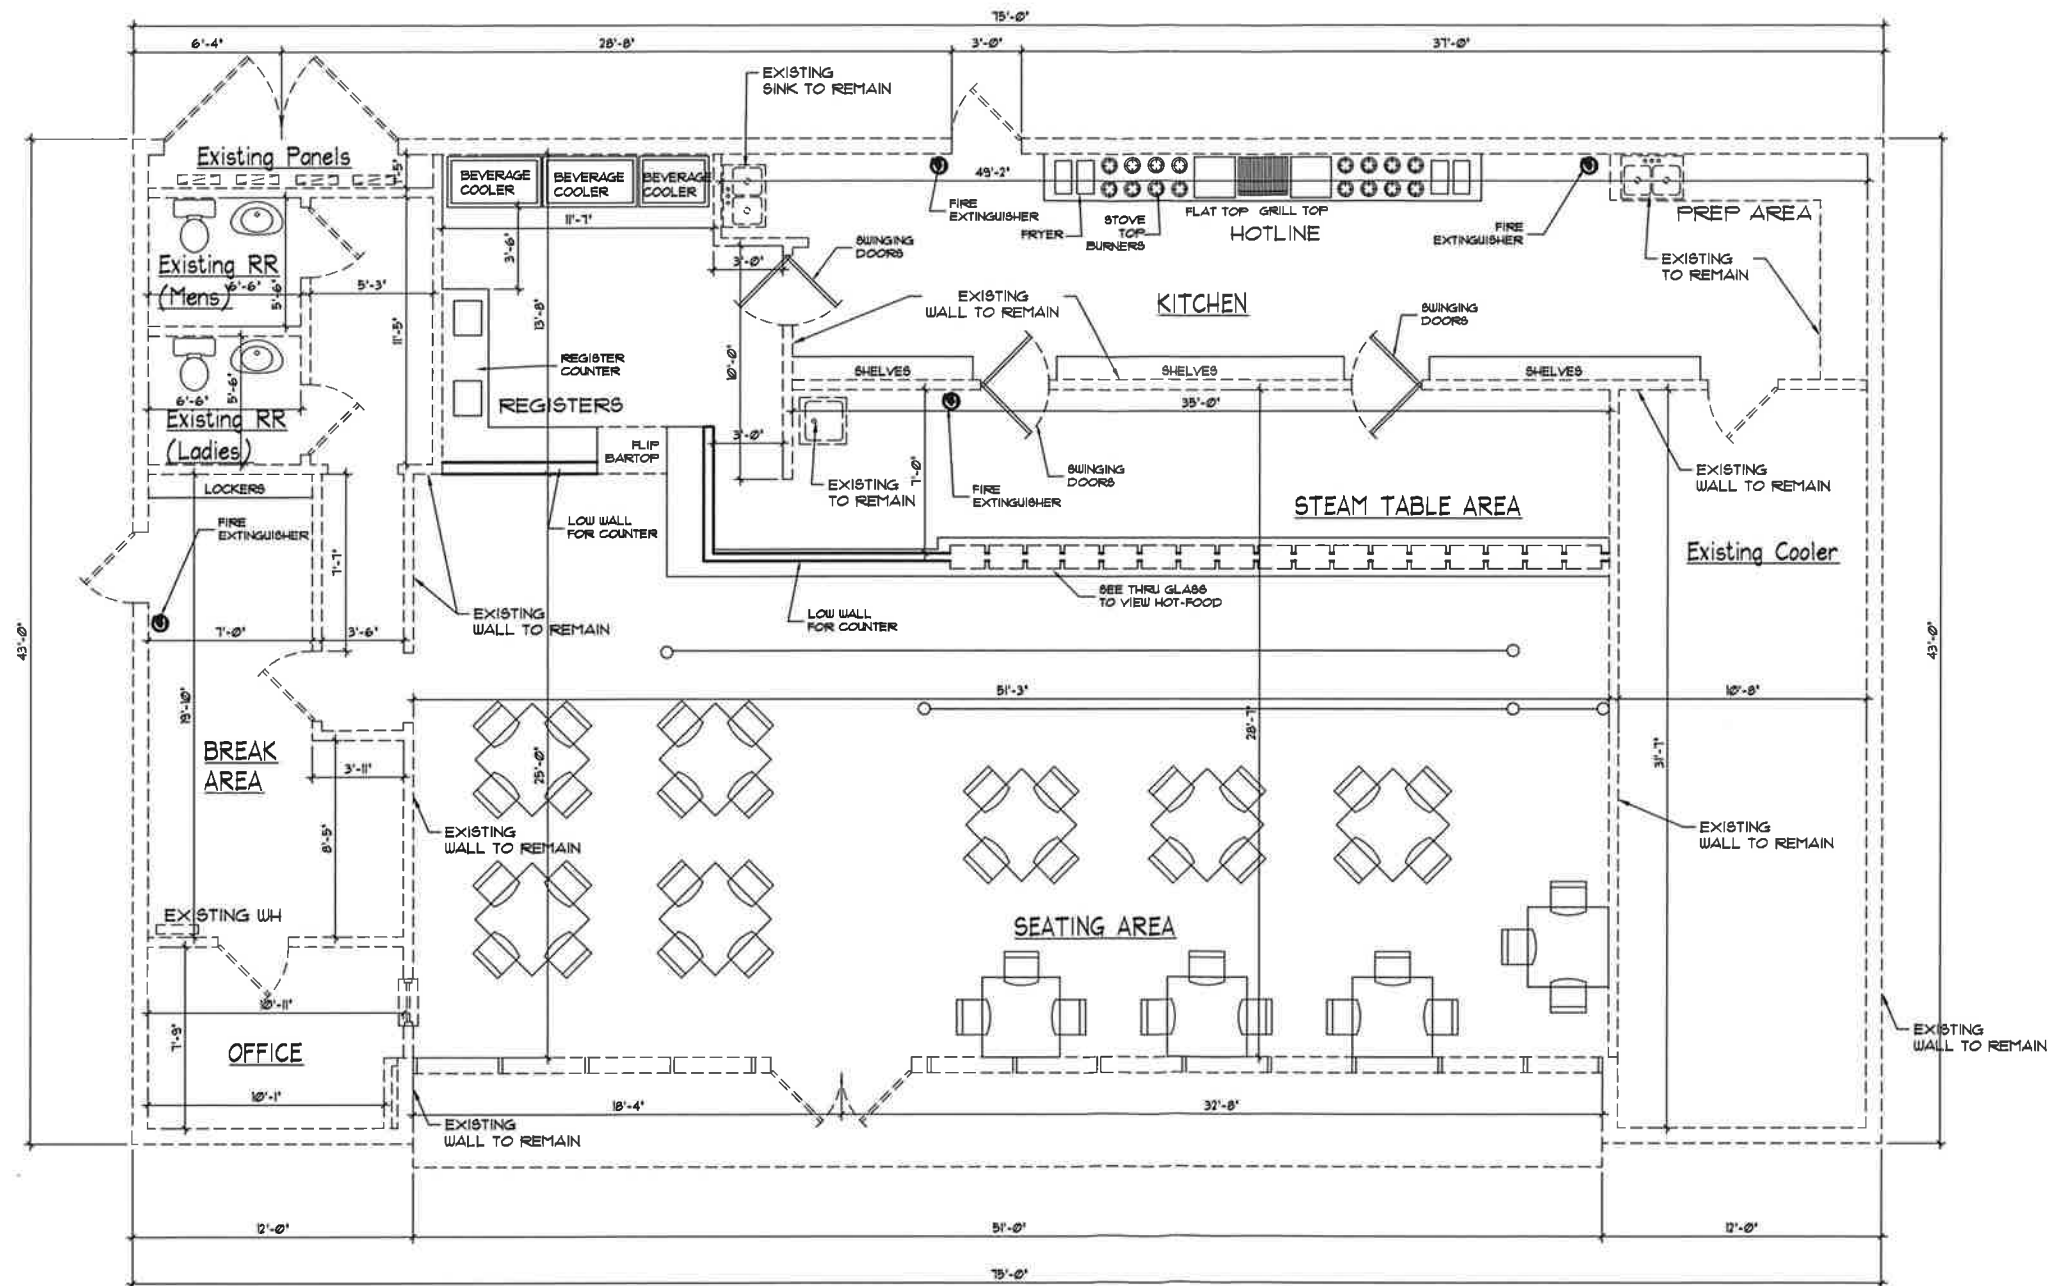 75'-0"
6'-4"
28'-8"
3'-0"
37'-0"
EXISTING
SINK TO REMAIN
Existing Panels
1'-5"
BEVERAGE
COOLER
BEVERAGE
COOLER
BEVERAGE
COOLER
49'-2"
FIRE
EXTINGUISHER
FRYER
STOVE
TOP
BURNERS
FLAT TOP
GRILL TOP
HOTLINE
FIRE
EXTINGUISHER
PREP AREA
11'-7"
3'-6"
SWINGING
DOORS
3'-0"
Existing RR
(Mens)
6'-6"
5'-6"
5'-3"
EXISTING
TO REMAIN
EXISTING
WALL TO REMAIN
KITCHEN
SWINGING
DOORS
13'-8"
11'-5"
10'-0"
REGISTER
COUNTER
SHELVES
SHELVES
SHELVES
REGISTERS
6'-6"
5'-6"
Existing RR
(Ladies)
35'-0"
3'-0"
FLIP
BARTOP
7'-0"
SWINGING
DOORS
EXISTING
TO REMAIN
FIRE
EXTINGUISHER
EXISTING
WALL TO REMAIN
LOCKERS
STEAM TABLE AREA
FIRE
EXTINGUISHER
LOW WALL
FOR COUNTER
Existing Cooler
7'-7"
SEE THRU GLASS
TO VIEW HOT-FOOD
EXISTING
WALL TO REMAIN
LOW WALL
FOR COUNTER
43'-0"
7'-0"
3'-6"
43'-0"
51'-3"
10'-8"
19'-10"
28'-7"
31'-7"
BREAK
AREA
3'-11"
25'-0"
EXISTING
WALL TO REMAIN
8'-5"
EXISTING
WALL TO REMAIN
EXISTING WH
SEATING AREA
10'-11"
7'-9"
OFFICE
EXISTING
WALL TO REMAIN
10'-1"
18'-4"
32'-8"
EXISTING
WALL TO REMAIN
12'-0"
51'-0"
12'-0"
75'-0"